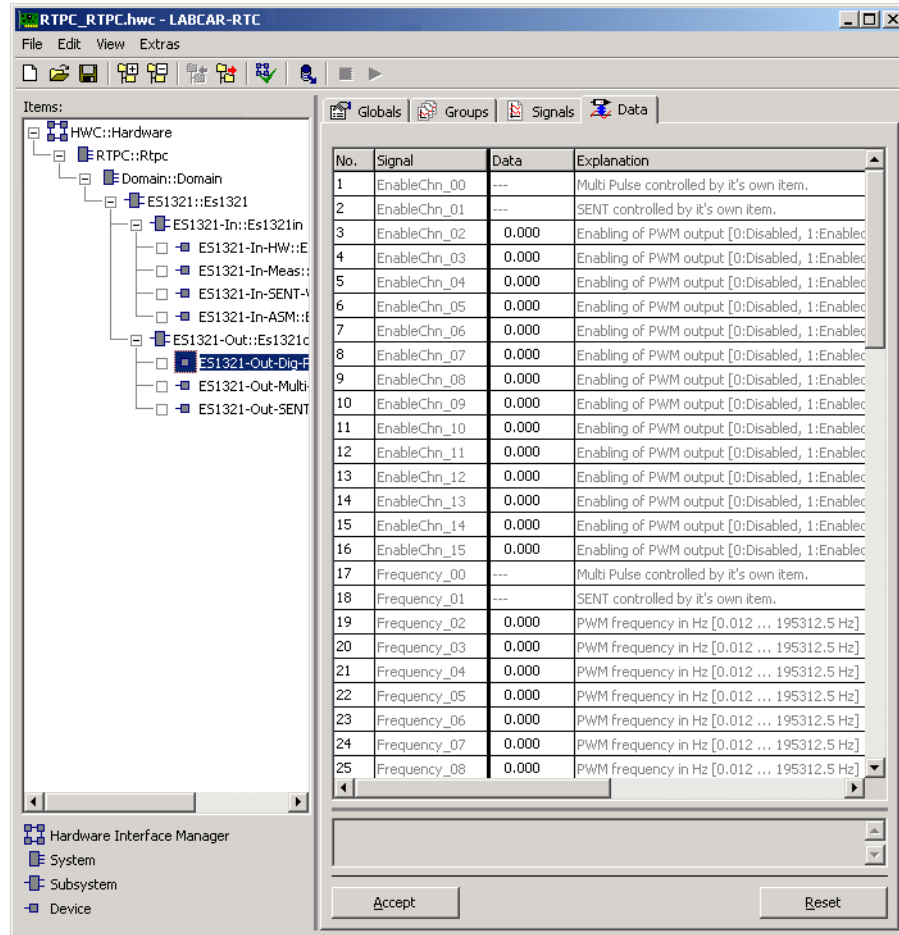 RTPC_RTPC.hwc - LABCAR-RTC
File Edit View Extras
Items:
HWC::Hardware
RTPC::Rtpc
Domain::Domain
ES1321::Es1321
ES1321-In::Es1321in
ES1321-In-HW::E
ES1321-In-Meas::
ES1321-In-SENT-
ES1321-In-ASM::E
ES1321-Out::Es1321c
ES1321-Out-Dig-F
ES1321-Out-Multi-
ES1321-Out-SENT
Hardware Interface Manager
System
Subsystem
Device
Globals Groups Signals Data
No. Signal Data Explanation
1 EnableChn_00 --- Multi Pulse controlled by it's own item.
2 EnableChn_01 --- SENT controlled by it's own item.
3 EnableChn_02 0.000 Enabling of PWM output [0:Disabled, 1:Enabled
4 EnableChn_03 0.000 Enabling of PWM output [0:Disabled, 1:Enabled
5 EnableChn_04 0.000 Enabling of PWM output [0:Disabled, 1:Enabled
6 EnableChn_05 0.000 Enabling of PWM output [0:Disabled, 1:Enabled
7 EnableChn_06 0.000 Enabling of PWM output [0:Disabled, 1:Enabled
8 EnableChn_07 0.000 Enabling of PWM output [0:Disabled, 1:Enabled
9 EnableChn_08 0.000 Enabling of PWM output [0:Disabled, 1:Enabled
10 EnableChn_09 0.000 Enabling of PWM output [0:Disabled, 1:Enabled
11 EnableChn_10 0.000 Enabling of PWM output [0:Disabled, 1:Enabled
12 EnableChn_11 0.000 Enabling of PWM output [0:Disabled, 1:Enabled
13 EnableChn_12 0.000 Enabling of PWM output [0:Disabled, 1:Enabled
14 EnableChn_13 0.000 Enabling of PWM output [0:Disabled, 1:Enabled
15 EnableChn_14 0.000 Enabling of PWM output [0:Disabled, 1:Enabled
16 EnableChn_15 0.000 Enabling of PWM output [0:Disabled, 1:Enabled
17 Frequency_00 --- Multi Pulse controlled by it's own item.
18 Frequency_01 --- SENT controlled by it's own item.
19 Frequency_02 0.000 PWM frequency in Hz [0.012 ... 195312.5 Hz]
20 Frequency_03 0.000 PWM frequency in Hz [0.012 ... 195312.5 Hz]
21 Frequency_04 0.000 PWM frequency in Hz [0.012 ... 195312.5 Hz]
22 Frequency_05 0.000 PWM frequency in Hz [0.012 ... 195312.5 Hz]
23 Frequency_06 0.000 PWM frequency in Hz [0.012 ... 195312.5 Hz]
24 Frequency_07 0.000 PWM frequency in Hz [0.012 ... 195312.5 Hz]
25 Frequency_08 0.000 PWM frequency in Hz [0.012 ... 195312.5 Hz]
Accept Reset